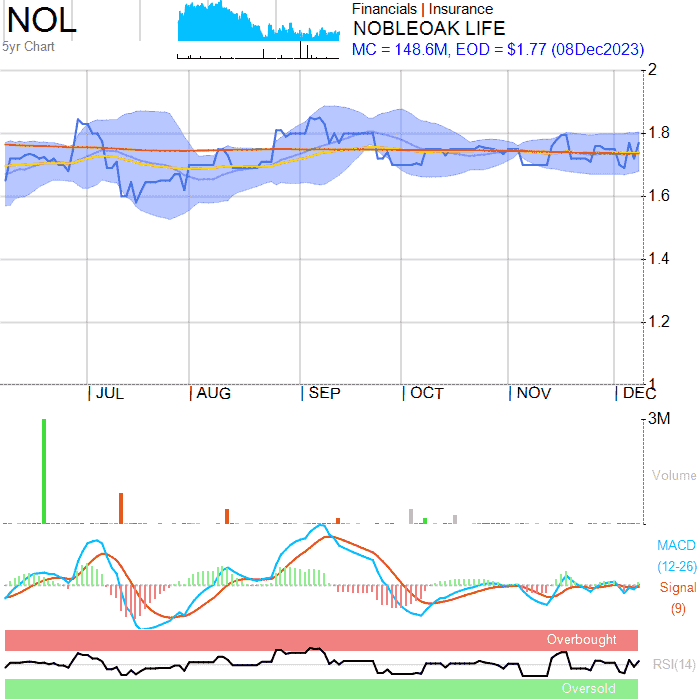 NOL
5yr Chart
Financials | Insurance
NOBLEOAK LIFE
MC = 148.6M, EOD = $1.77 (08Dec2023)
2
1.8
1.6
1.4
1.2
1
JUL AUG SEP OCT NOV DEC
3M
Volume
MACD
(12-26)
Signal
(9)
Overbought
RSI(14)
Oversold